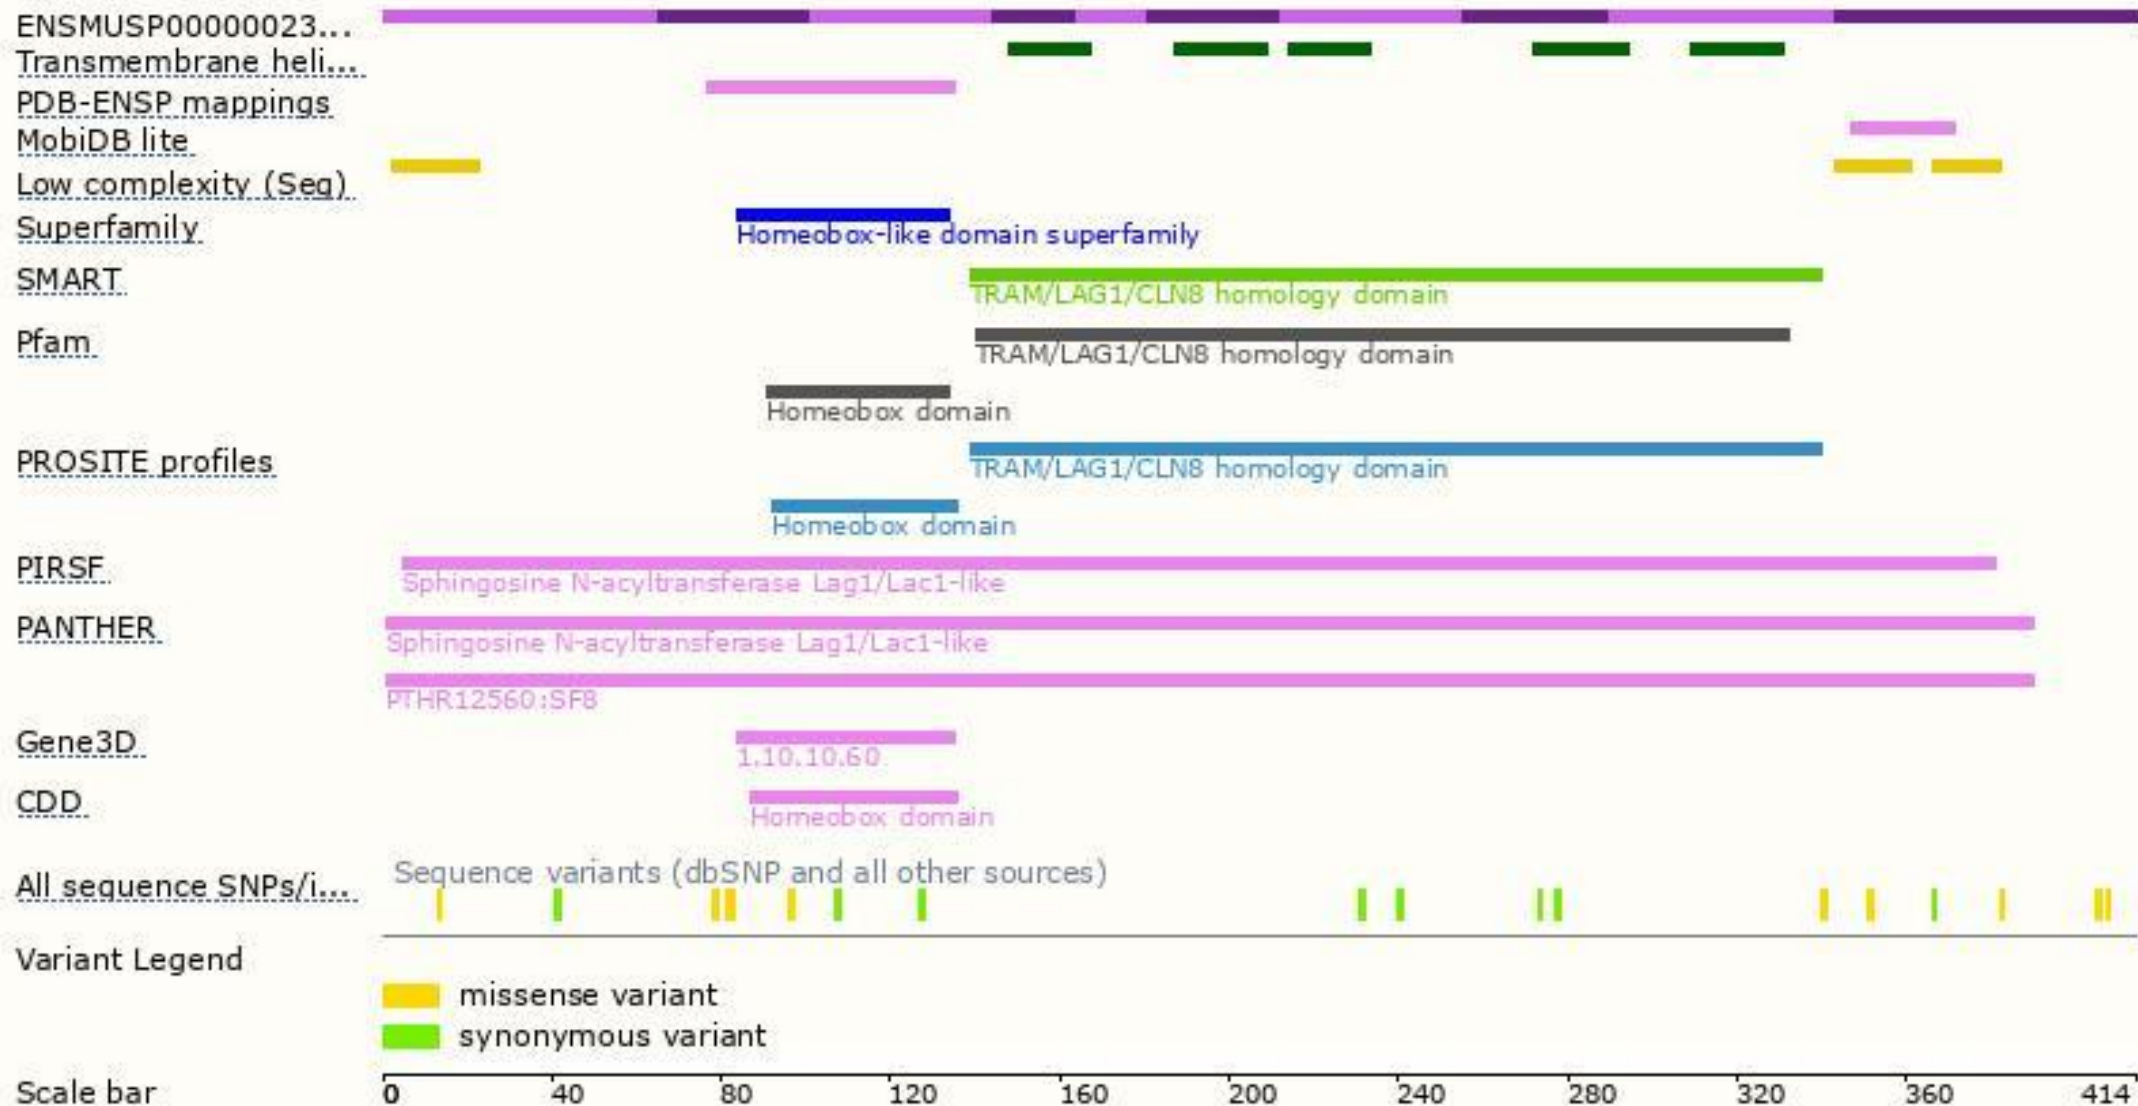 ENSMUSP00000023...
Transmembrane heli...
PDB-ENSP mappings
MobiDB lite
Low complexity (Seg)
Superfamily
Homeobox-like domain superfamily
SMART
TRAM/LAG1/CLN8 homology domain
Pfam
TRAM/LAG1/CLN8 homology domain
Homeobox domain
PROSITE profiles
TRAM/LAG1/CLN8 homology domain
Homeobox domain
PIRSF
Sphingosine N-acyltransferase Lag1/Lac1-like
PANTHER
Sphingosine N-acyltransferase Lag1/Lac1-like
PTHR12560:SF8
Gene3D
1.10.10.60
CDD
Homeobox domain
Sequence variants (dbSNP and all other sources)
All sequence SNPs/i...
Variant Legend
missense variant
synonymous variant
Scale bar 0 40 80 120 160 200 240 280 320 360 414